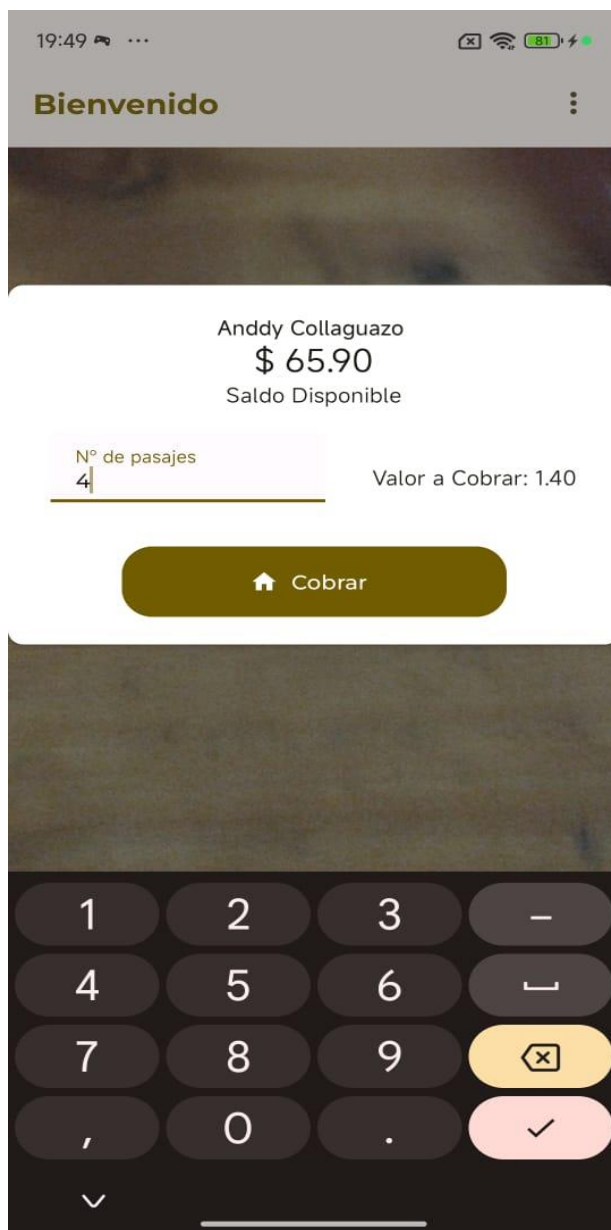 19:49 ...
81
Bienvenido
Anddy Collaguazo
$ 65.90
Saldo Disponible
N° de pasajes
4
Valor a Cobrar: 1.40
Cobrar
1 2 3 –
4 5 6
7 8 9
, 0 .